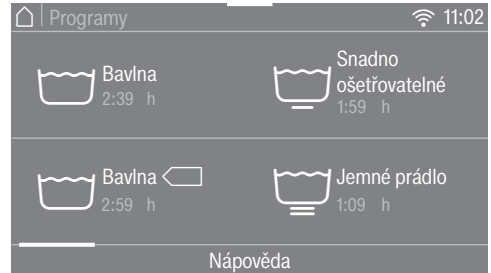 Programy 11:02
Bavlna
2:39 h
Snadno
ošetřovatelné
1:59 h
Bavlna
2:59 h
Jemné prádlo
1:09 h
Nápověda